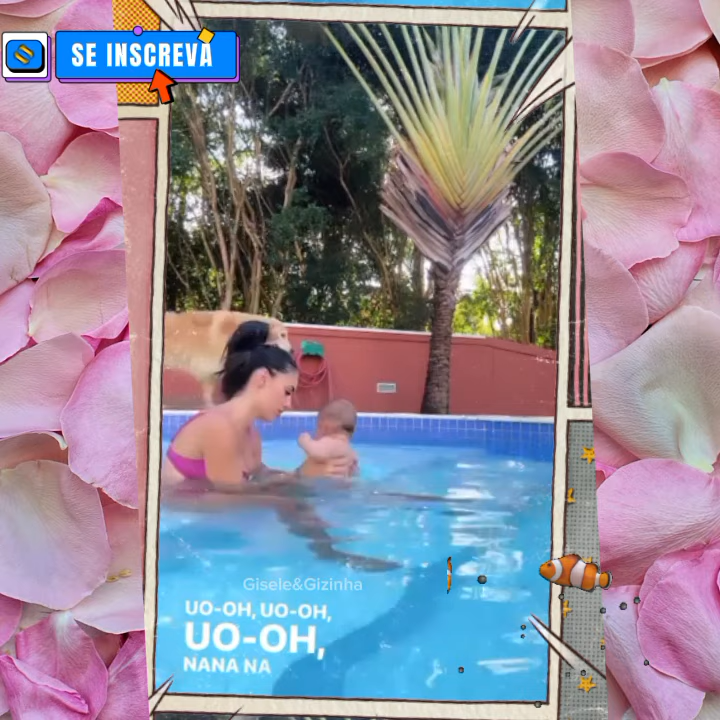 SE INSCREVA
Gisele&Gizinha
UO-OH, UO-OH,
UO-OH,
NANA NA